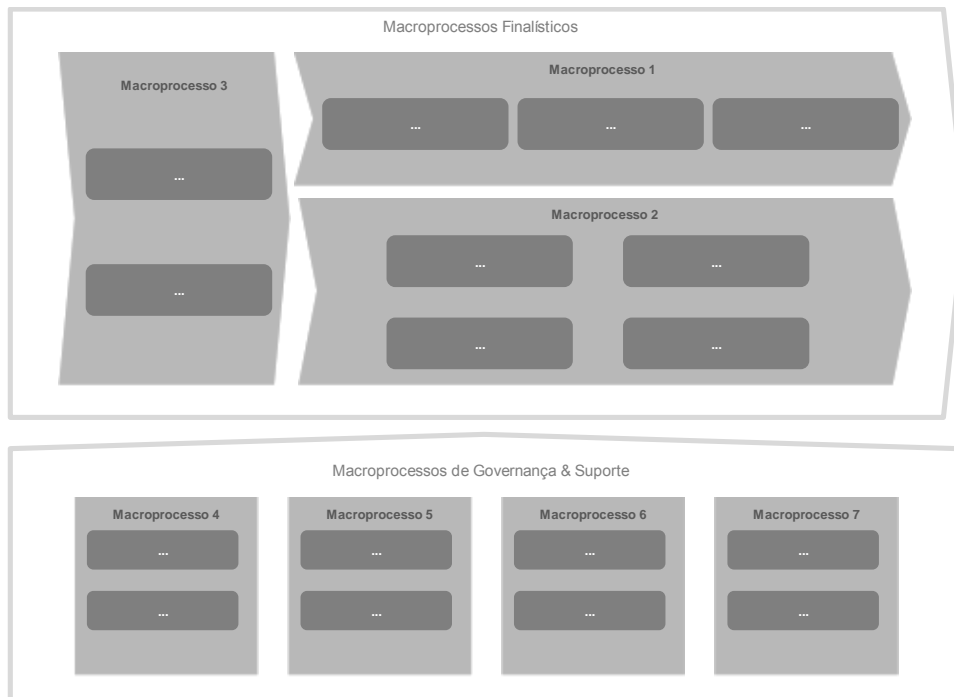 Macroprocessos Finalísticos
Macroprocesso 3
...
...
Macroprocesso 1
...
...
...
Macroprocesso 2
...
...
...
...
Macroprocessos de Governança & Suporte
Macroprocesso 4
...
...
Macroprocesso 5
...
...
Macroprocesso 6
...
...
Macroprocesso 7
...
...